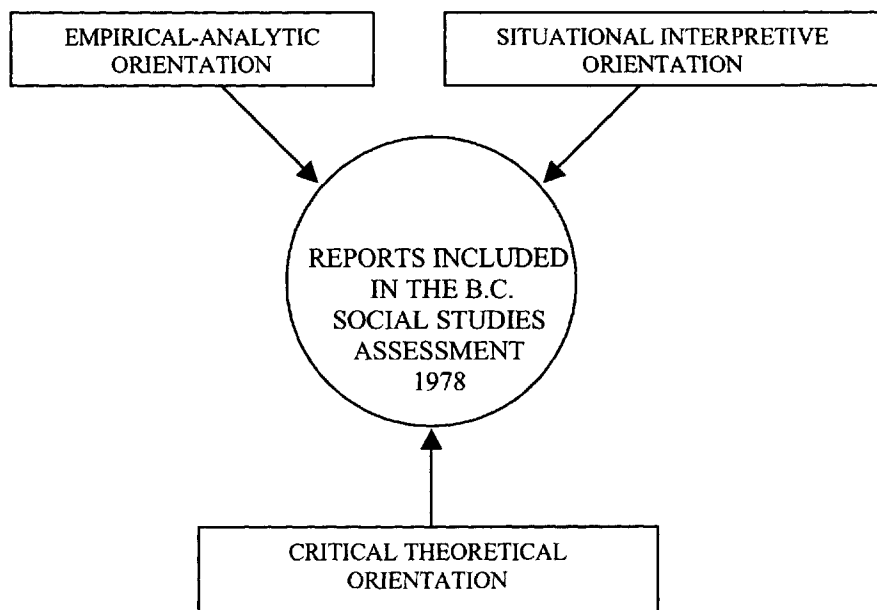 EMPIRICAL-ANALYTIC
ORIENTATION
SITUATIONAL INTERPRETIVE
ORIENTATION
REPORTS INCLUDED
IN THE B.C.
SOCIAL STUDIES
ASSESSMENT
1978
CRITICAL THEORETICAL
ORIENTATION